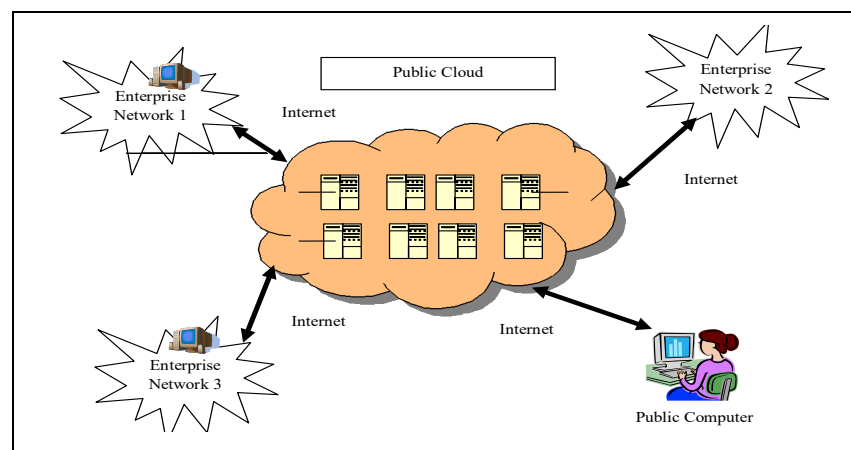 Public Cloud
Enterprise
Network 1
Internet
Enterprise
Network 2
Internet
Internet
Internet
Enterprise
Network 3
Public Computer